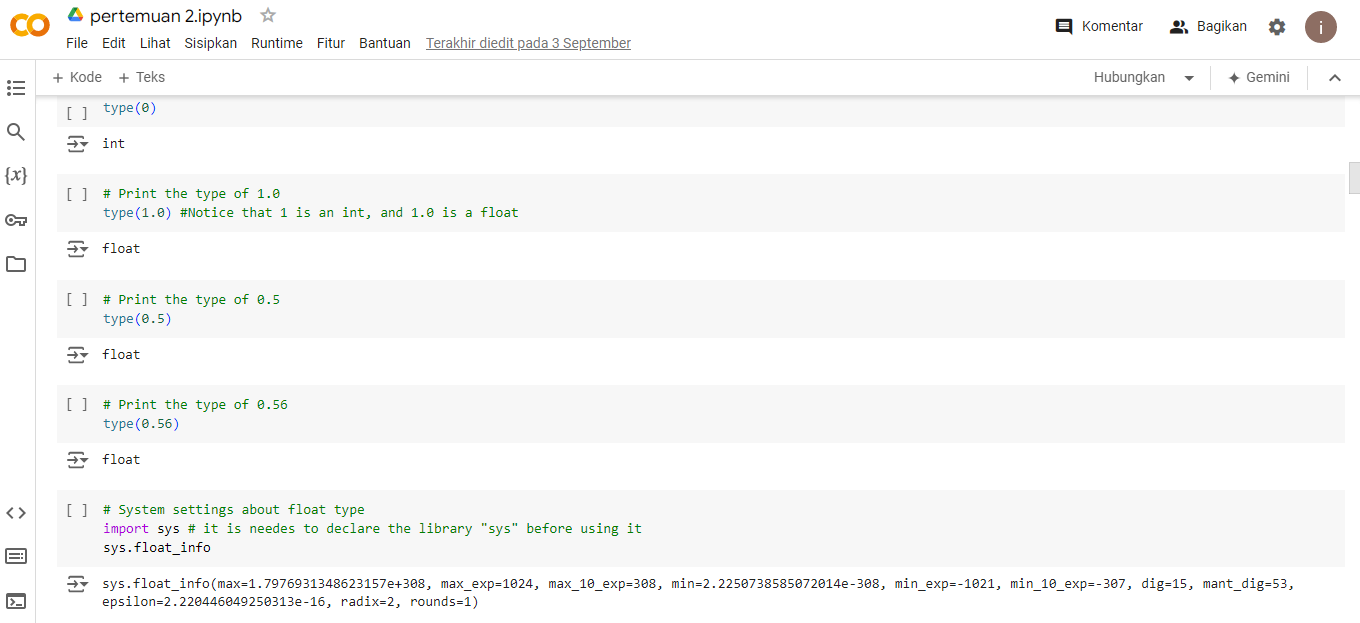 pertemuan 2.ipynb
File Edit Lihat Sisipkan Runtime Fitur Bantuan Terakhir diedit pada 3 September
Komentar Bagikan i
+ Kode + Teks
Hubungkan Gemini
[ ] type(0)
int
[ ] # Print the type of 1.0
type(1.0) #Notice that 1 is an int, and 1.0 is a float
float
[ ] # Print the type of 0.5
type(0.5)
float
[ ] # Print the type of 0.56
type(0.56)
float
[ ] # System settings about float type
import sys # it is needes to declare the library "sys" before using it
sys.float_info
sys.float_info(max=1.7976931348623157e+308, max_exp=1024, max_10_exp=308, min=2.2250738585072014e-308, min_exp=-1021, min_10_exp=-307, dig=15, mant_dig=53,
epsilon=2.220446049250313e-16, radix=2, rounds=1)